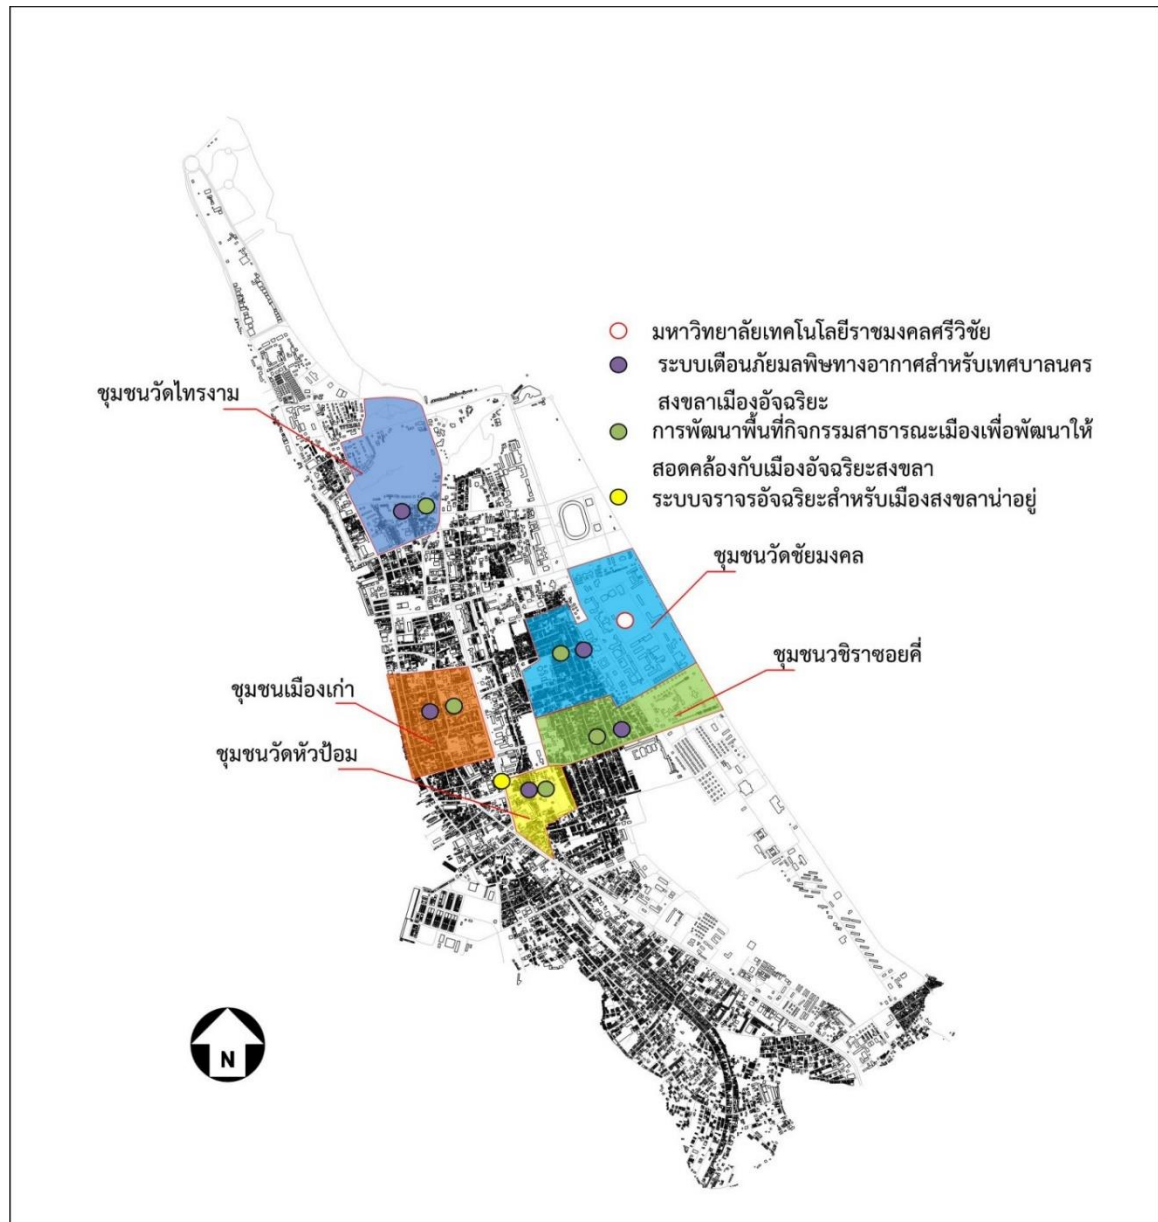 มหาวิทยาลัยเทคโนโลยีราชมงคลศรีวิชัย
ระบบเตือนภัยมลพิษทางอากาศสำหรับเทศบาลนคร
สงขลาเมืองอัจฉริยะ
การพัฒนาพื้นที่กิจกรรมสาธารณะเมืองเพื่อพัฒนาให้
สอดคล้องกับเมืองอัจฉริยะสงขลา
ระบบจราจรอัจฉริยะสำหรับเมืองสงขลาน่าอยู่
ชุมชนวัดไทรงาม
ชุมชนวัดชัยมงคล
ชุมชนวชิราซอยคี่
ชุมชนเมืองเก่า
ชุมชนวัดหัวป้อม
N